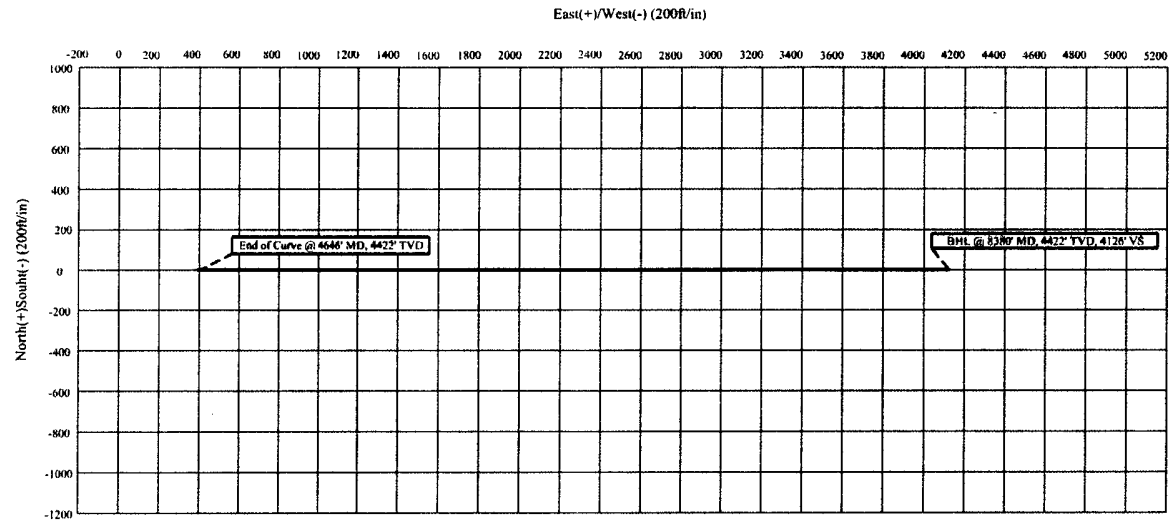 East(+)/West(-) (200ft/in)
-200 0 200 400 600 800 1000 1200 1400 1600 1800 2000 2200 2400 2600 2800 3000 3200 3400 3600 3800 4000 4200 4400 4600 4800 5000 5200
1000
800
600
400
200
0
-200
-400
-600
-800
-1000
-1200
North(+)Souht(-) (200ft/in)
End of Curve @ 4646' MD, 4422' TVD
BHL @ 8380' MD, 4422' TVD, 4126' VS